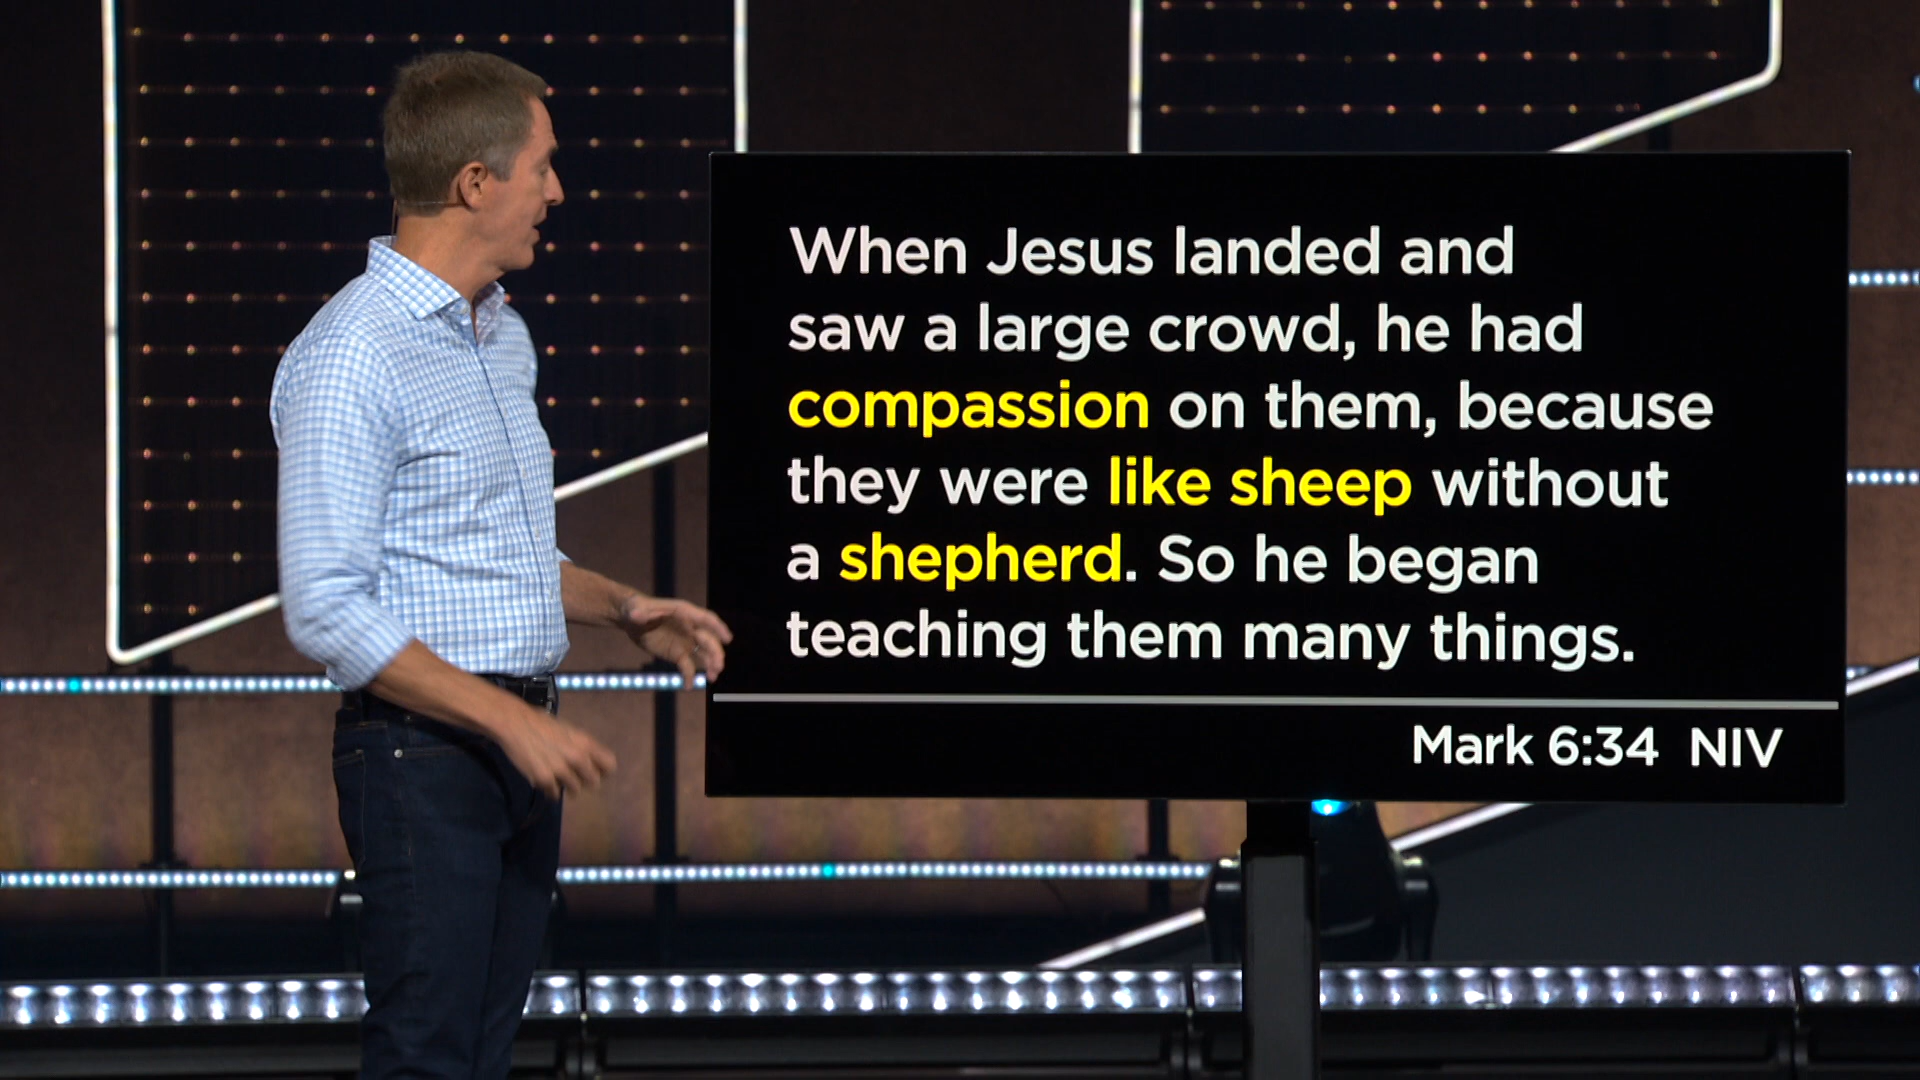 When Jesus landed and
saw a large crowd, he had
compassion on them, because
they were like sheep without
a shepherd. So he began
teaching them many things.
Mark 6:34 NIV